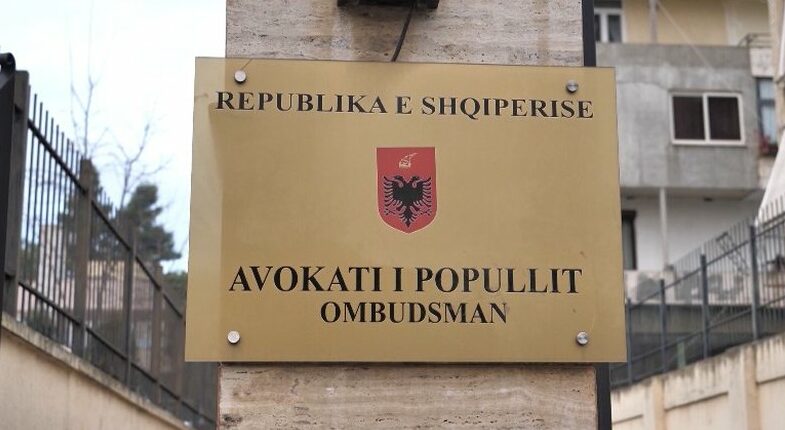 REPUBLIKA E SHQIPERISE
AVOKATI I POPULLIT
OMBUDSMAN